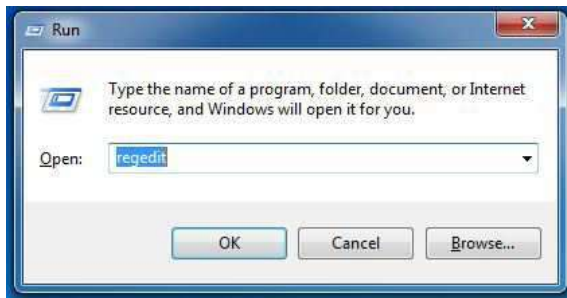 Run
Type the name of a program, folder, document, or Internet
resource, and Windows will open it for you.
Open: regedit
OK Cancel Browse...